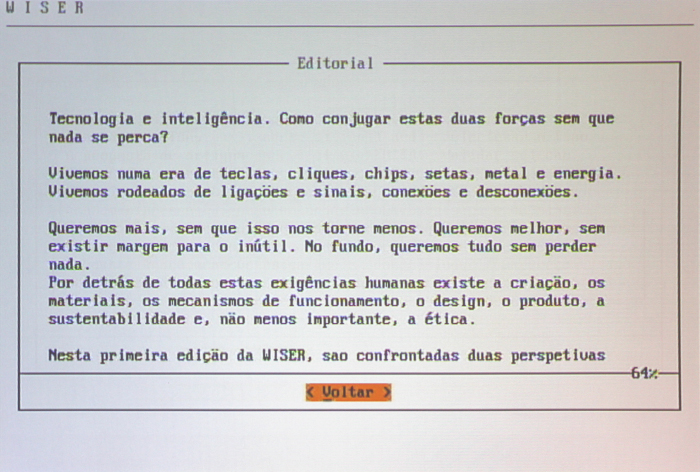 W I S E R
Editorial
Tecnologia e inteligência. Como conjugar estas duas forças sem que
nada se perca?
Vivemos numa era de teclas, cliques, chips, setas, metal e energia.
Vivemos rodeados de ligações e sinais, conexões e desconexões.
Queremos mais, sem que isso nos torne menos. Queremos melhor, sem
existir margem para o inútil. No fundo, queremos tudo sem perder
nada.
Por detrás de todas estas exigências humanas existe a criação, os
materiais, os mecanismos de funcionamento, o design, o produto, a
sustentabilidade e, não menos importante, a ética.
Nesta primeira edição da WISER, sao confrontadas duas perspetivas
64%
< Voltar >